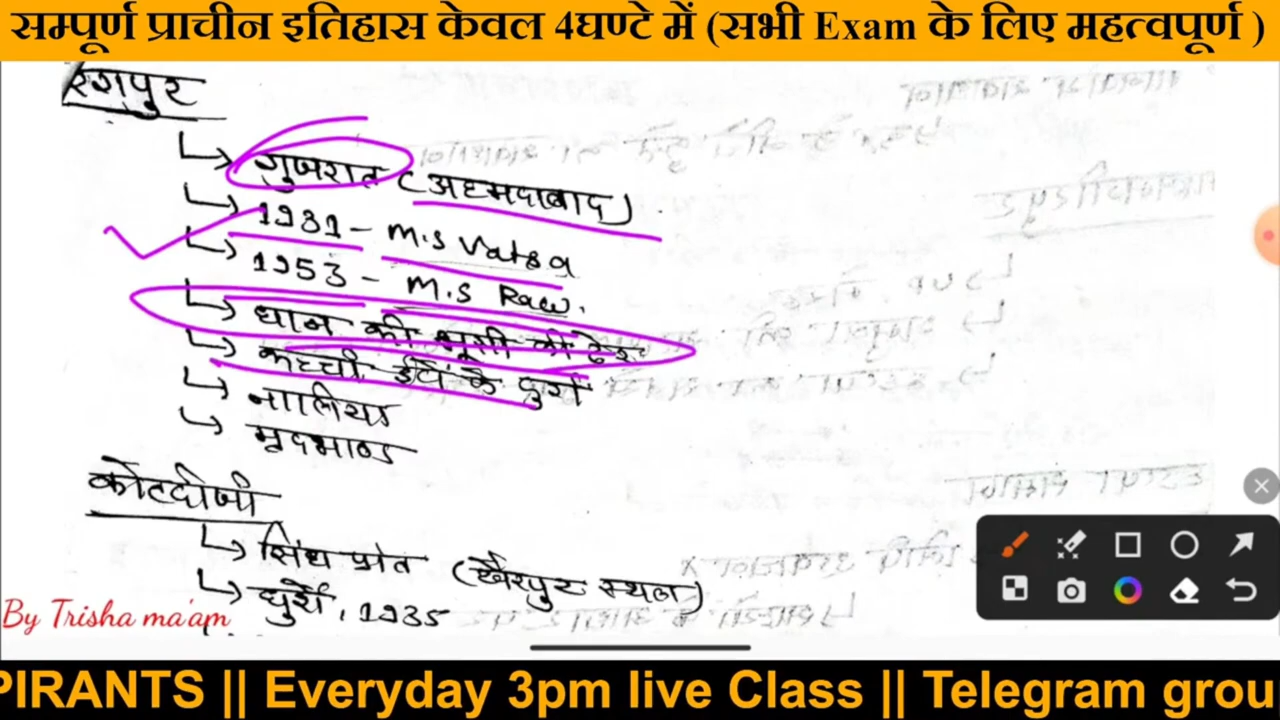 सम्पूर्ण प्राचीन इतिहास केवल 4घण्टे में (सभी Exam के लिए महत्वपूर्ण )
रंगपुर
↳ गुजरात (अहमदाबाद)
↳ 1931 - M.S Vatsa
↳ 1953 - M.S Raw.
↳ धान की भूसी की ढेर
↳ कच्ची ईंटों के दुर्ग
↳ नालियां
↳ मृदभाण्ड
कोटदीजी
↳ सिंध प्रांत (खैरपुर स्थल)
↳ धुर्ये, 1935
By Trisha ma'am
PIRANTS || Everyday 3pm live Class || Telegram grou